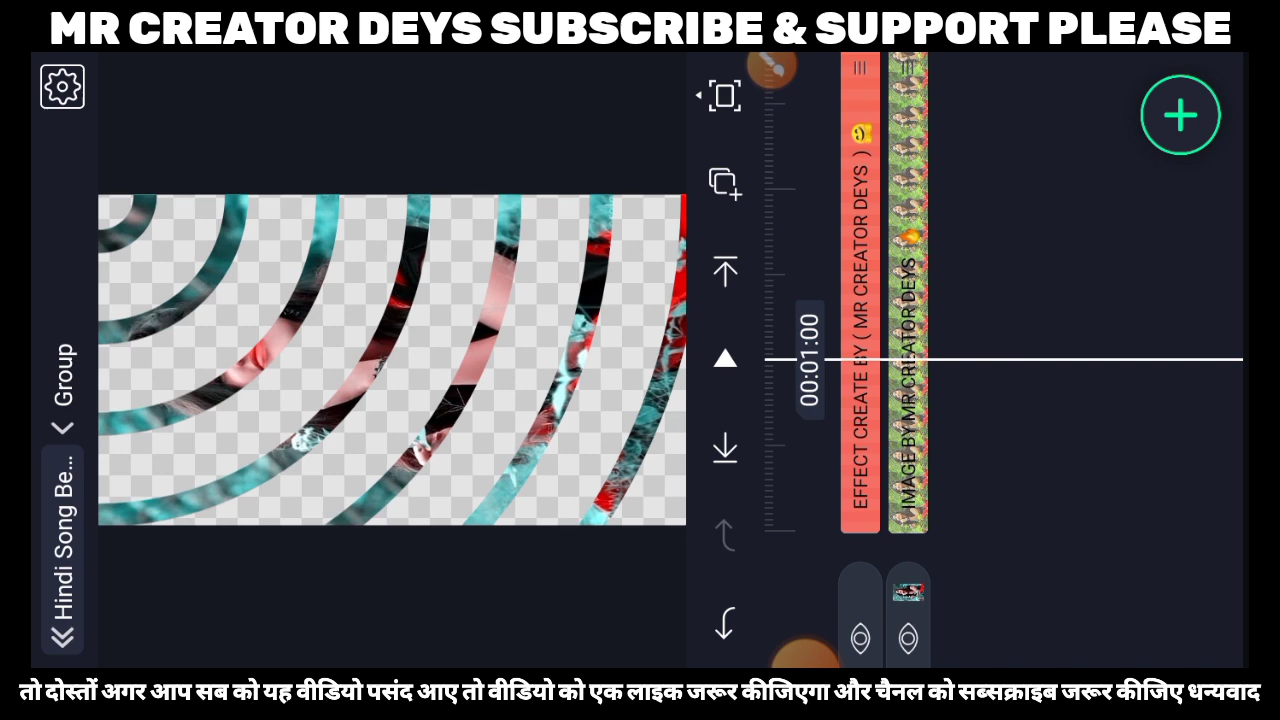 MR CREATOR DEYS SUBSCRIBE & SUPPORT PLEASE
Hindi Song Be...
Group
00:01:00
EFFECT CREATE BY ( MR CREATOR DEYS ) 🤗
IMAGE BY MR CREATOR DEYS 🔥
तो दोस्तों अगर आप सब को यह वीडियो पसंद आए तो वीडियो को एक लाइक जरूर कीजिएगा और चैनल को सब्सक्राइब जरूर कीजिए धन्यवाद